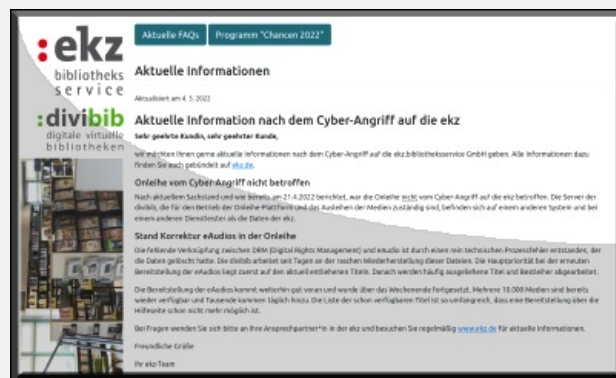 :ekz
bibliotheks
service
:divibib
digitale virtuelle
bibliotheken
Aktuelle FAQs
Programm "Chancen 2022"
Aktuelle Informationen
Aktualisiert am 4. 5. 2022
Aktuelle Information nach dem Cyber-Angriff auf die ekz
Sehr geehrte Kundin, sehr geehrter Kunde,
wir möchten Ihnen gerne aktuelle Informationen nach dem Cyber-Angriff auf die ekz.bibliotheksservice GmbH geben. Alle Informationen dazu
finden Sie auch gebündelt auf ekz.de.
Onleihe vom Cyber-Angriff nicht betroffen
Nach aktuellem Sachstand und wie bereits am 21.4.2022 berichtet, war die Onleihe nicht vom Cyber-Angriff auf die ekz betroffen. Die Server der
divibib, die für den Betrieb der Onleihe-Plattform und das Ausleihen der Medien zuständig sind, befinden sich auf einem anderen System und bei
einem anderen Dienstleister als die Daten der ekz.
Stand Korrektur eAudios in der Onleihe
Die fehlende Verknüpfung zwischen DRM (Digital Rights Management) und eAudio ist durch einen rein technischen Prozessfehler entstanden, der
die Daten gelöscht hatte. Die divibib arbeitet seit Tagen an der raschen Wiederherstellung dieser Dateien. Die Hauptpriorität bei der erneuten
Bereitstellung der eAudios liegt zuerst auf den aktuell entliehenen Titeln. Danach werden häufig ausgeliehene Titel und Bestleiher abgearbeitet.
Die Bereitstellung der eAudios kommt weiterhin gut voran und wurde über das Wochenende fortgesetzt. Mehrere 10.000 Medien sind bereits
wieder verfügbar und Tausende kommen täglich hinzu. Die Liste der schon verfügbaren Titel ist so umfangreich, dass eine Bereitstellung über die
Hilfeseite schon nicht mehr möglich ist.
Bei Fragen wenden Sie sich bitte an Ihre Ansprechpartner*in in der ekz und besuchen Sie regelmäßig www.ekz.de für aktuelle Informationen.
Freundliche Grüße
Ihr ekz-Team